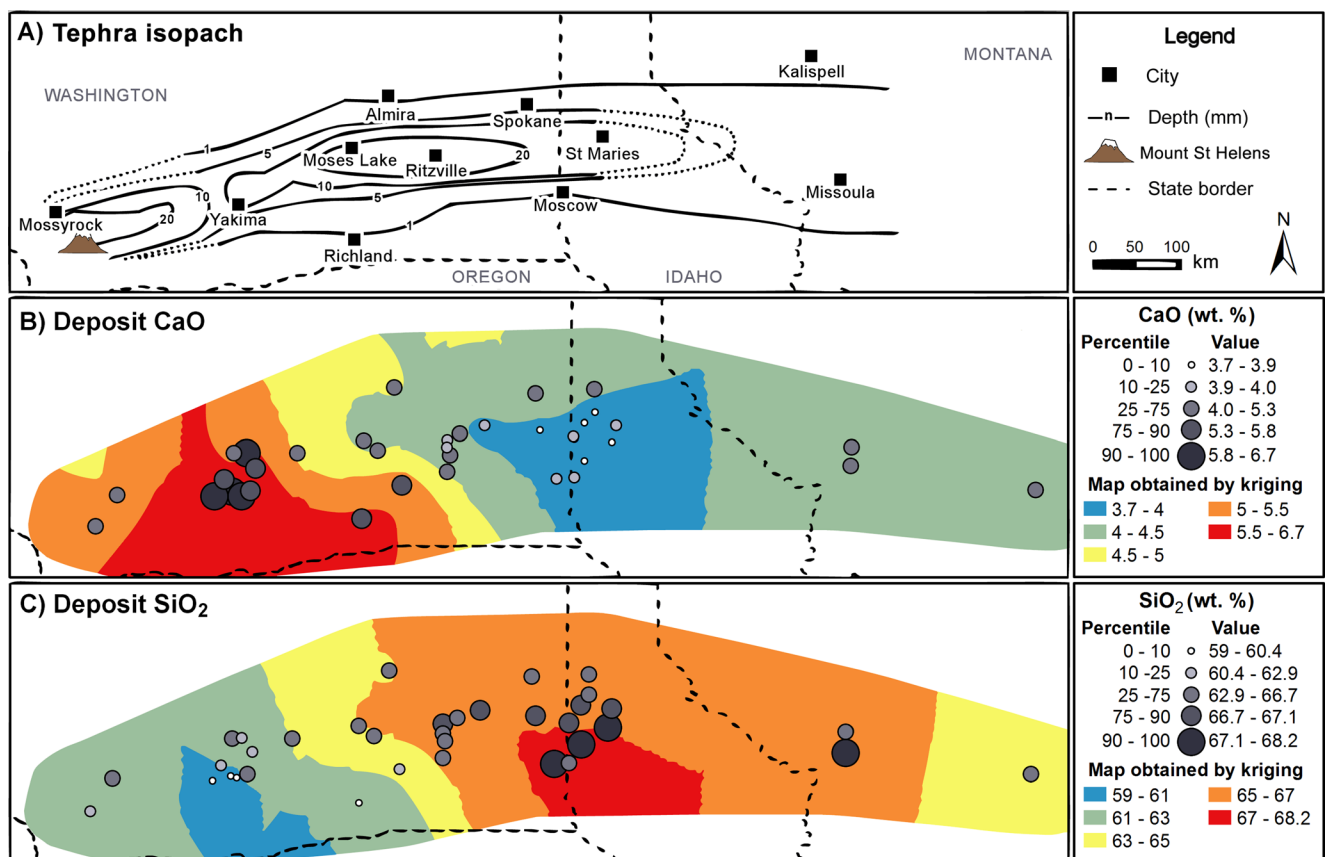 A) Tephra isopach
MONTANA
Kalispell
WASHINGTON
Almira
Spokane
1
5
Moses Lake
Ritzville
20
St Maries
10
10
5
20
Mossyrock
Yakima
1
Moscow
Missoula
Richland
OREGON
IDAHO
Legend
City
n Depth (mm)
Mount St Helens
State border
N
0 50 100
km
B) Deposit CaO
CaO (wt. %)
Percentile Value
0 - 10 3.7 - 3.9
10 -25 3.9 - 4.0
25 -75 4.0 - 5.3
75 - 90 5.3 - 5.8
90 - 100 5.8 - 6.7
Map obtained by kriging
3.7 - 4 5 - 5.5
4 - 4.5 5.5 - 6.7
4.5 - 5
C) Deposit SiO₂
SiO₂ (wt. %)
Percentile Value
0 - 10 59 - 60.4
10 -25 60.4 - 62.9
25 -75 62.9 - 66.7
75 - 90 66.7 - 67.1
90 - 100 67.1 - 68.2
Map obtained by kriging
59 - 61 65 - 67
61 - 63 67 - 68.2
63 - 65